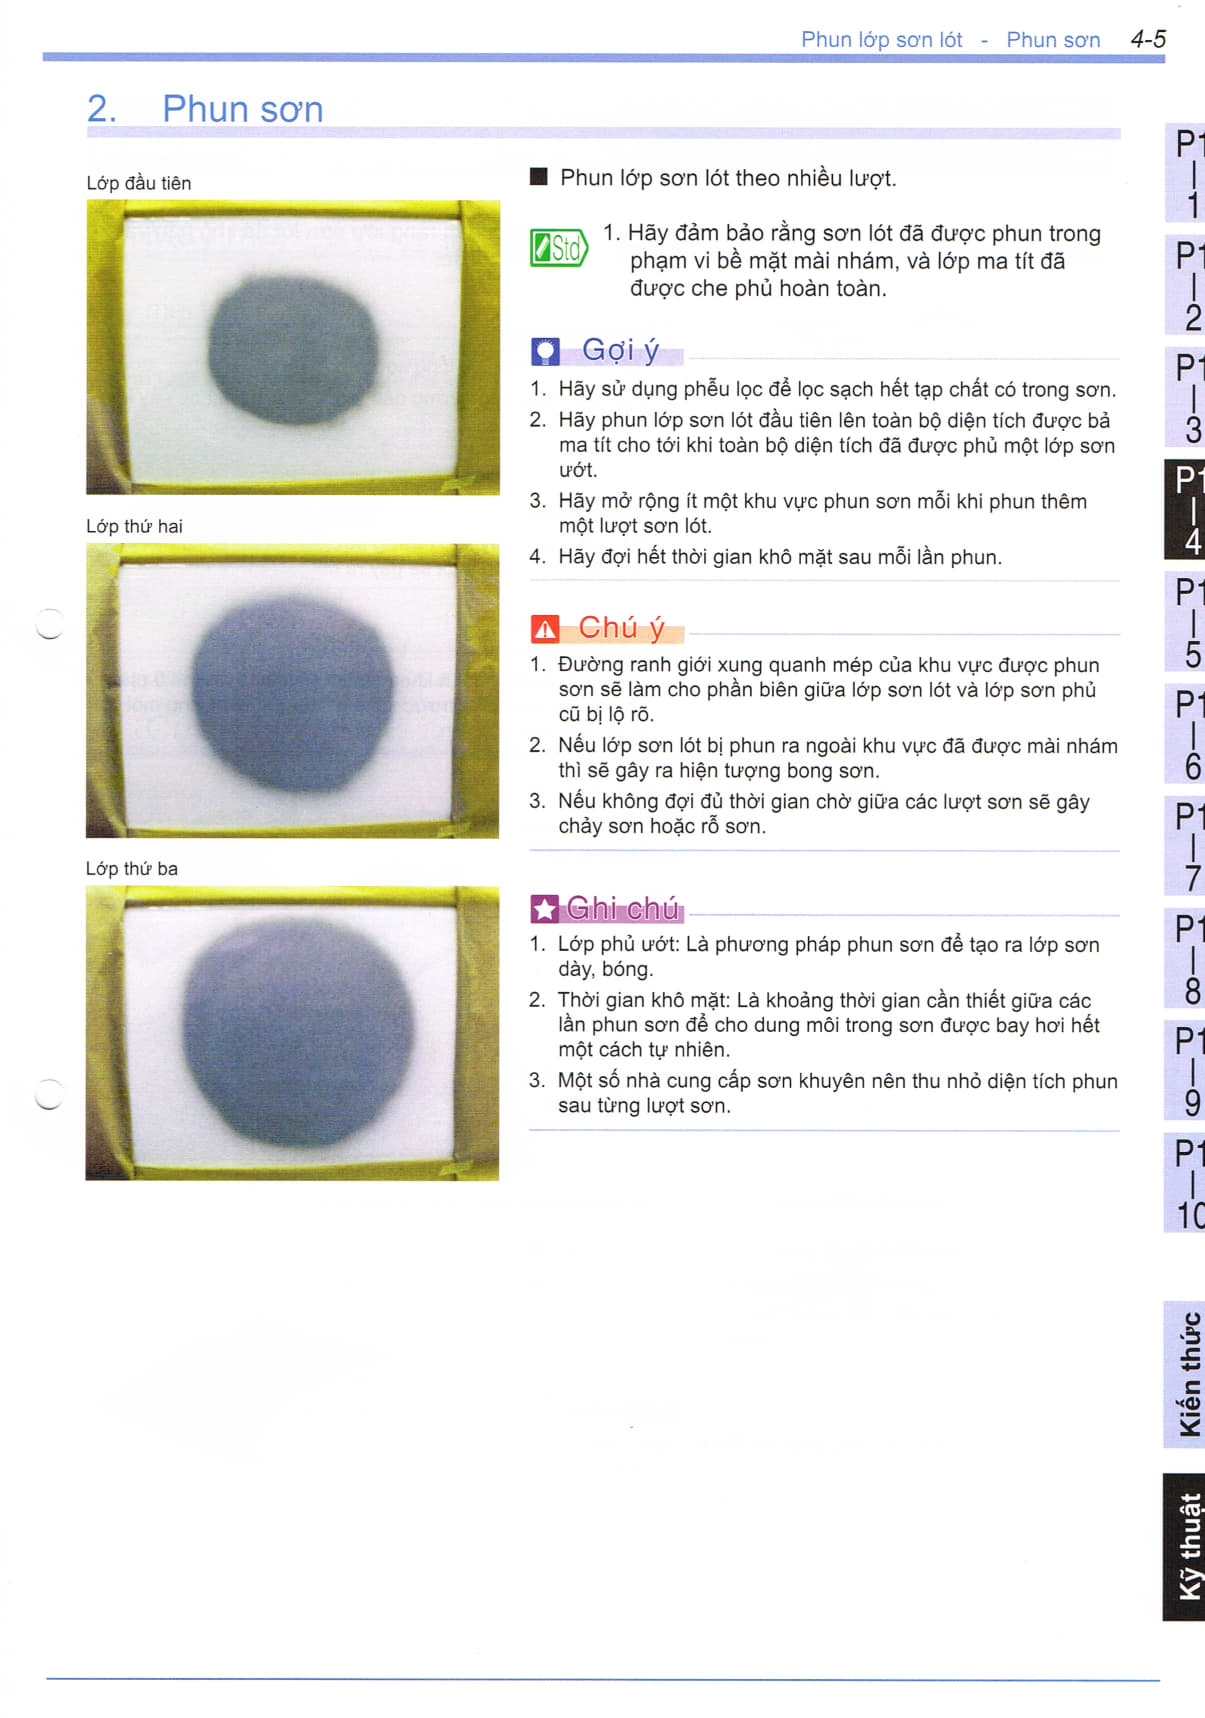 Phun lớp sơn lót - Phun sơn 4-5
2. Phun sơn
Lớp đầu tiên
Lớp thứ hai
Lớp thứ ba
■ Phun lớp sơn lót theo nhiều lượt.
Std
1. Hãy đảm bảo rằng sơn lót đã được phun trong
phạm vi bề mặt mài nhám, và lớp ma tít đã
được che phủ hoàn toàn.
Gợi ý
1. Hãy sử dụng phễu lọc để lọc sạch hết tạp chất có trong sơn.
2. Hãy phun lớp sơn lót đầu tiên lên toàn bộ diện tích được bả
ma tít cho tới khi toàn bộ diện tích đã được phủ một lớp sơn
ướt.
3. Hãy mở rộng ít một khu vực phun sơn mỗi khi phun thêm
một lượt sơn lót.
4. Hãy đợi hết thời gian khô mặt sau mỗi lần phun.
Chú ý
1. Đường ranh giới xung quanh mép của khu vực được phun
sơn sẽ làm cho phần biên giữa lớp sơn lót và lớp sơn phủ
cũ bị lộ rõ.
2. Nếu lớp sơn lót bị phun ra ngoài khu vực đã được mài nhám
thì sẽ gây ra hiện tượng bong sơn.
3. Nếu không đợi đủ thời gian chờ giữa các lượt sơn sẽ gây
chảy sơn hoặc rỗ sơn.
Ghi chú
1. Lớp phủ ướt: Là phương pháp phun sơn để tạo ra lớp sơn
dày, bóng.
2. Thời gian khô mặt: Là khoảng thời gian cần thiết giữa các
lần phun sơn để cho dung môi trong sơn được bay hơi hết
một cách tự nhiên.
3. Một số nhà cung cấp sơn khuyên nên thu nhỏ diện tích phun
sau từng lượt sơn.
P1
|
1
P1
|
2
P1
|
3
P1
|
4
P1
|
5
P1
|
6
P1
|
7
P1
|
8
P1
|
9
P1
|
10
Kiến thức
Kỹ thuật